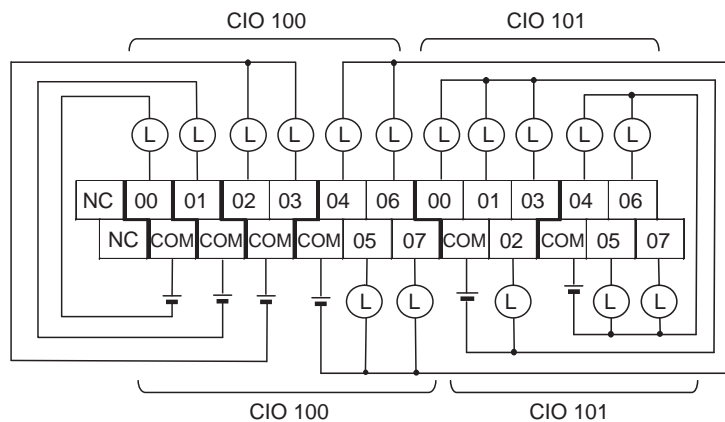 CIO 100 CIO 101
L L L L L L L L L L L
NC 00 01 02 03 04 06 00 01 03 04 06
NC COM COM COM COM 05 07 COM 02 COM 05 07
L L L L L
CIO 100 CIO 101